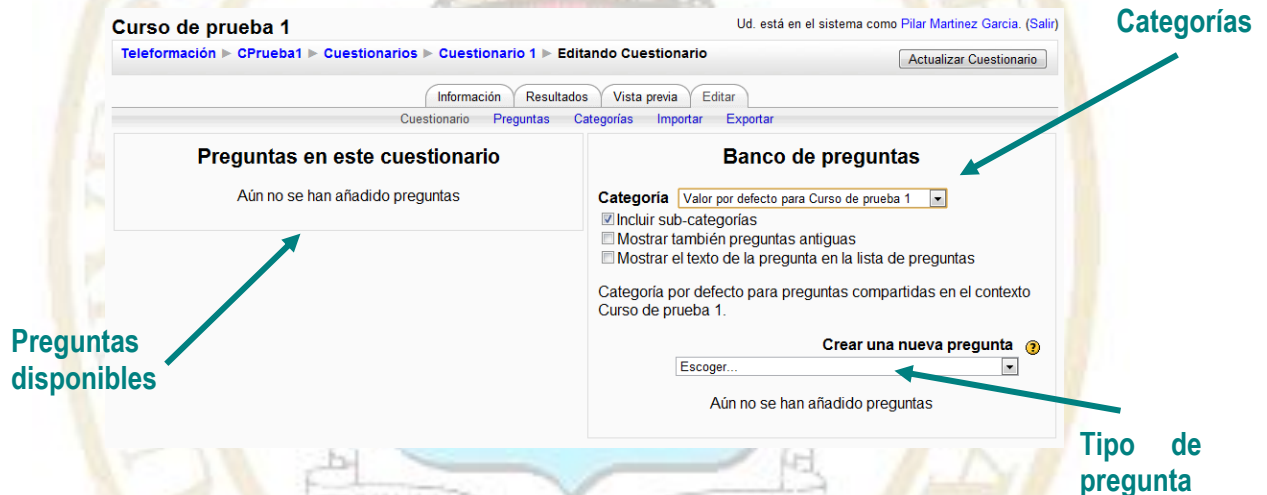 Categorías
Curso de prueba 1
Ud. está en el sistema como Pilar Martinez Garcia. (Salir)
Teleformación ► CPrueba1 ► Cuestionarios ► Cuestionario 1 ► Editando Cuestionario
Actualizar Cuestionario
Información Resultados Vista previa Editar
Cuestionario Preguntas Categorías Importar Exportar
Preguntas en este cuestionario
Aún no se han añadido preguntas
Banco de preguntas
Categoría Valor por defecto para Curso de prueba 1
Incluir sub-categorías
Mostrar también preguntas antiguas
Mostrar el texto de la pregunta en la lista de preguntas
Categoría por defecto para preguntas compartidas en el contexto
Curso de prueba 1.
Crear una nueva pregunta ?
Escoger...
Aún no se han añadido preguntas
Preguntas
disponibles
Tipo de
pregunta